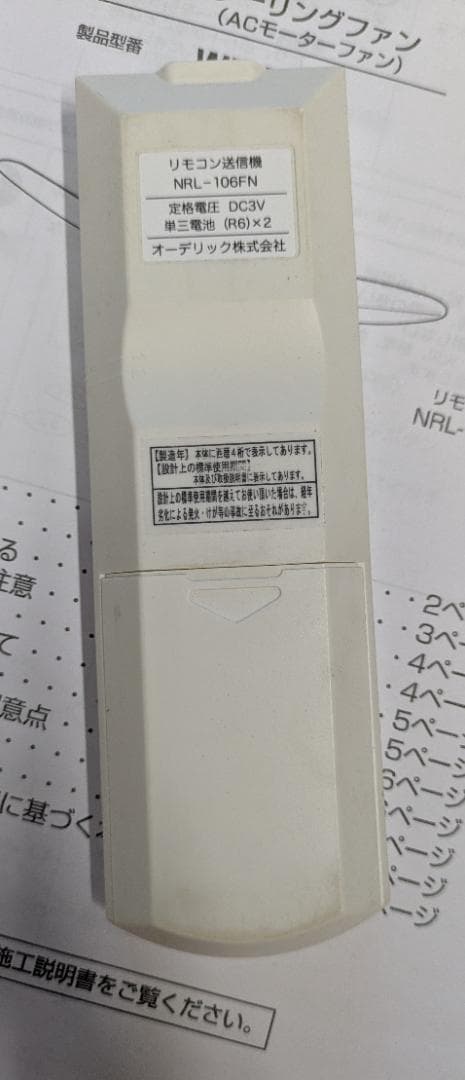 ーリングファン
(ACモーターファン)
製品型番
リモコン送信機
NRL-106FN
定格電圧 DC3V
単三電池 (R6)×2
オーデリック株式会社
リモ
NRL-
【製造年】本体に西暦4桁で表示してあります。
【設計上の標準使用期間】
本体及び取扱説明書に表示してあります。
設計上の標準使用期間を越えてお使い頂いた場合は、経年
劣化による発火・けが等の事故に至るおそれがあります。
る
注意
て
意点
に基づく
2ペ
3ペー
4ペー
4ペー
5ページ
5ページ
6ページ
ページ
ページ
ページ
ージ
施工説明書をご覧ください。